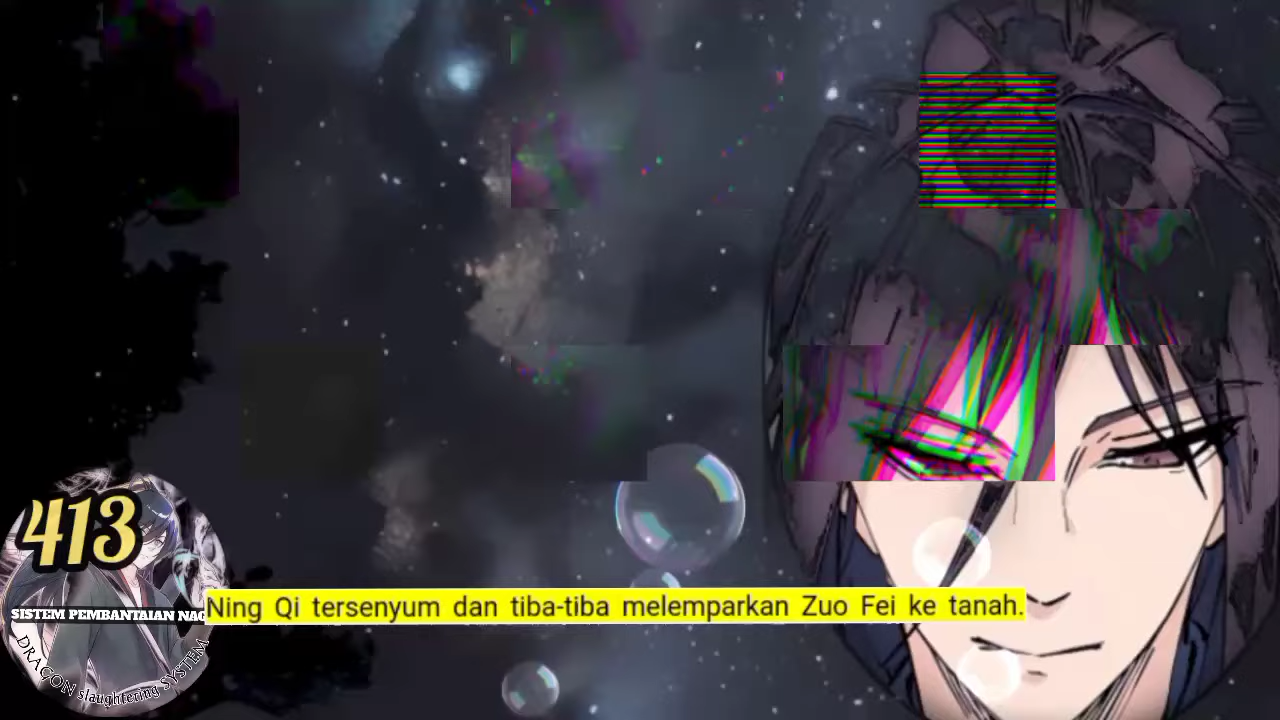 413
SISTEM PEMBANTAIAN NAG
DRAGON slaughtering SYSTEM
Ning Qi tersenyum dan tiba-tiba melemparkan Zuo Fei ke tanah.